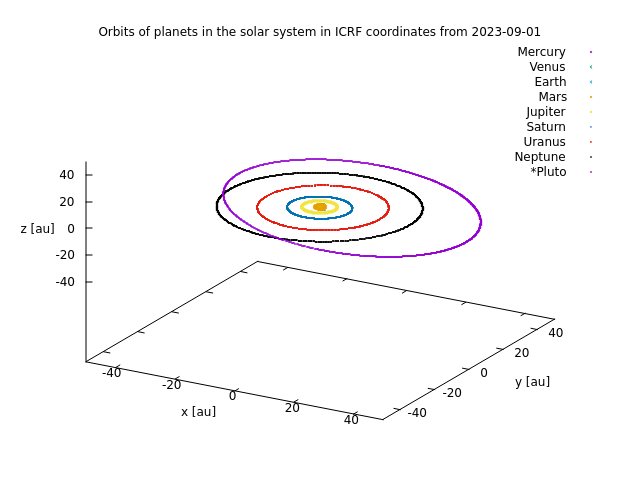 Orbits of planets in the solar system in ICRF coordinates from 2023-09-01
Mercury
Venus
Earth
Mars
Jupiter
Saturn
Uranus
Neptune
*Pluto
40
20
z [au] 0
-20
-40
-40
-20
0
20
40
x [au]
40
20
0
-20
-40
y [au]